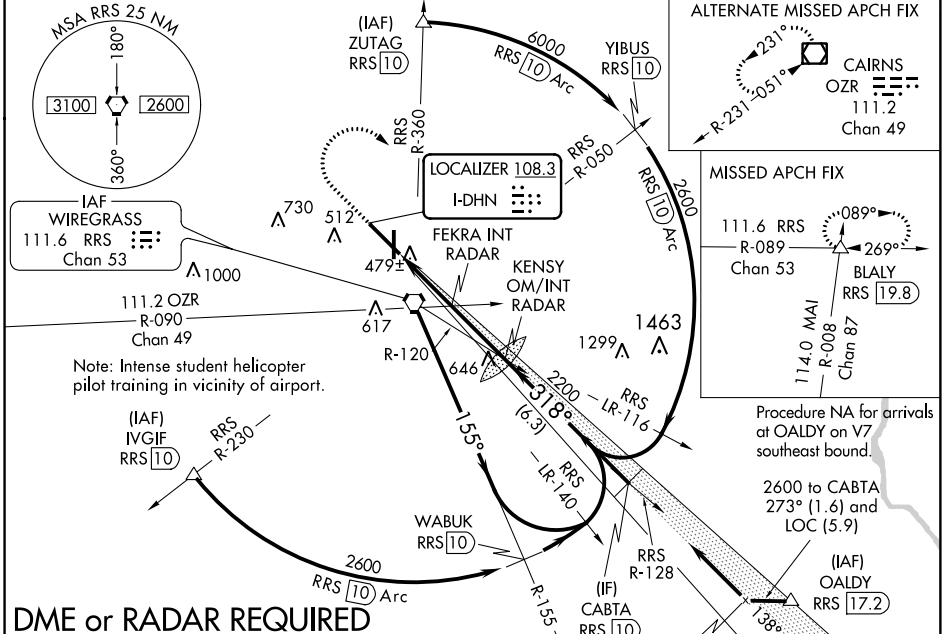 MSA RRS 25 NM
180°
3100
2600
360°
(IAF)
ZUTAG
RRS 10
6000
RRS 10 Arc
YIBUS
RRS 10
RRS
R-360
RRS
R-050
ALTERNATE MISSED APCH FIX
231°
CAIRNS
OZR
111.2
Chan 49
R-231
051°
LOCALIZER 108.3
I-DHN
2600
RRS 10 Arc
MISSED APCH FIX
089°
111.6 RRS
R-089
Chan 53
269°
BLALY
RRS 19.8
114.0 MAI
R-008
Chan 87
IAF
WIREGRASS
111.6 RRS
Chan 53
730
512
479±
1000
617
FEKRA INT
RADAR
KENSY
OM/INT
RADAR
111.2 OZR
R-090
Chan 49
R-120
646
1299
1463
Note: Intense student helicopter
pilot training in vicinity of airport.
2200
318°
(6.3)
RRS
LR-116
155°
RRS
LR-140
Procedure NA for arrivals
at OALDY on V7
southeast bound.
(IAF)
IVGIF
RRS 10
RRS
R-230
2600 to CABTA
273° (1.6) and
LOC (5.9)
WABUK
RRS 10
2600
RRS 10 Arc
RRS
R-128
(IAF)
OALDY
RRS 17.2
(IF)
CABTA
RRS 10
R-155
138°
DME or RADAR REQUIRED